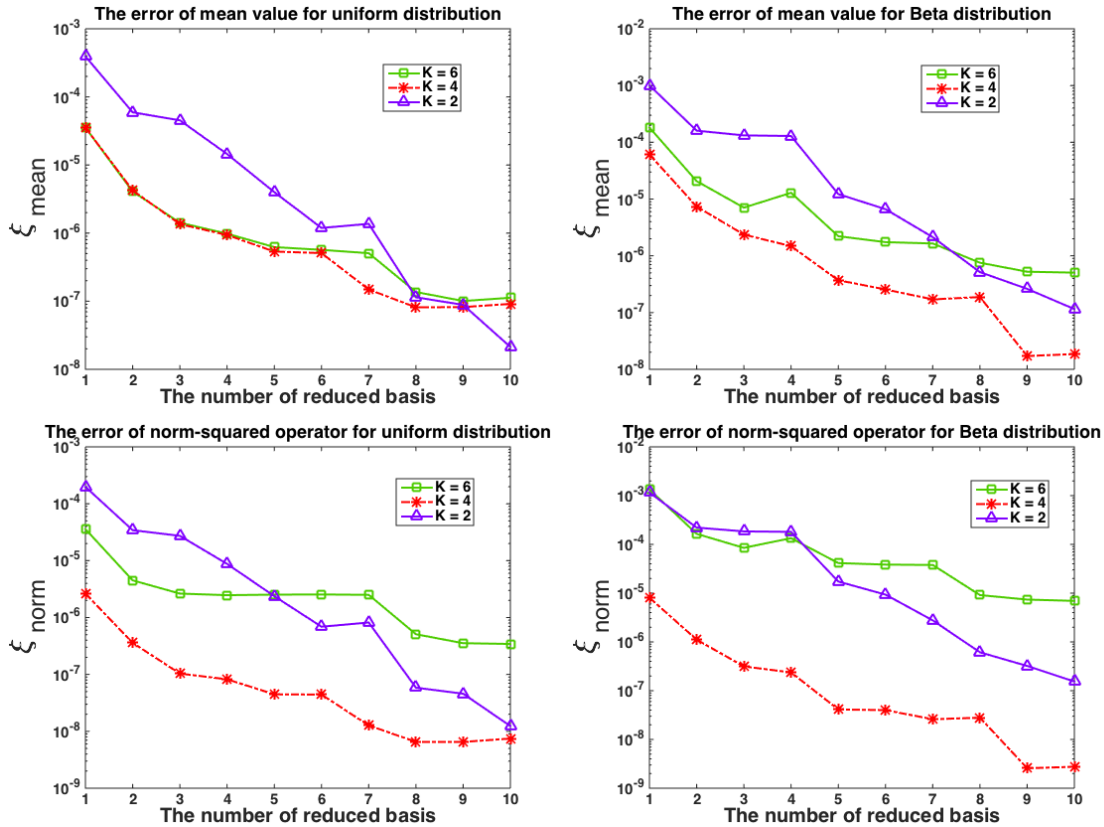 The error of mean value for uniform distribution
10^-3
10^-4
10^-5
10^-6
10^-7
10^-8
ξ mean
K = 6
K = 4
K = 2
1 2 3 4 5 6 7 8 9 10
The number of reduced basis
The error of mean value for Beta distribution
10^-2
10^-3
10^-4
10^-5
10^-6
10^-7
10^-8
ξ mean
K = 6
K = 4
K = 2
1 2 3 4 5 6 7 8 9 10
The number of reduced basis
The error of norm-squared operator for uniform distribution
10^-3
10^-4
10^-5
10^-6
10^-7
10^-8
10^-9
ξ norm
K = 6
K = 4
K = 2
1 2 3 4 5 6 7 8 9 10
The number of reduced basis
The error of norm-squared operator for Beta distribution
10^-2
10^-3
10^-4
10^-5
10^-6
10^-7
10^-8
10^-9
ξ norm
K = 6
K = 4
K = 2
1 2 3 4 5 6 7 8 9 10
The number of reduced basis